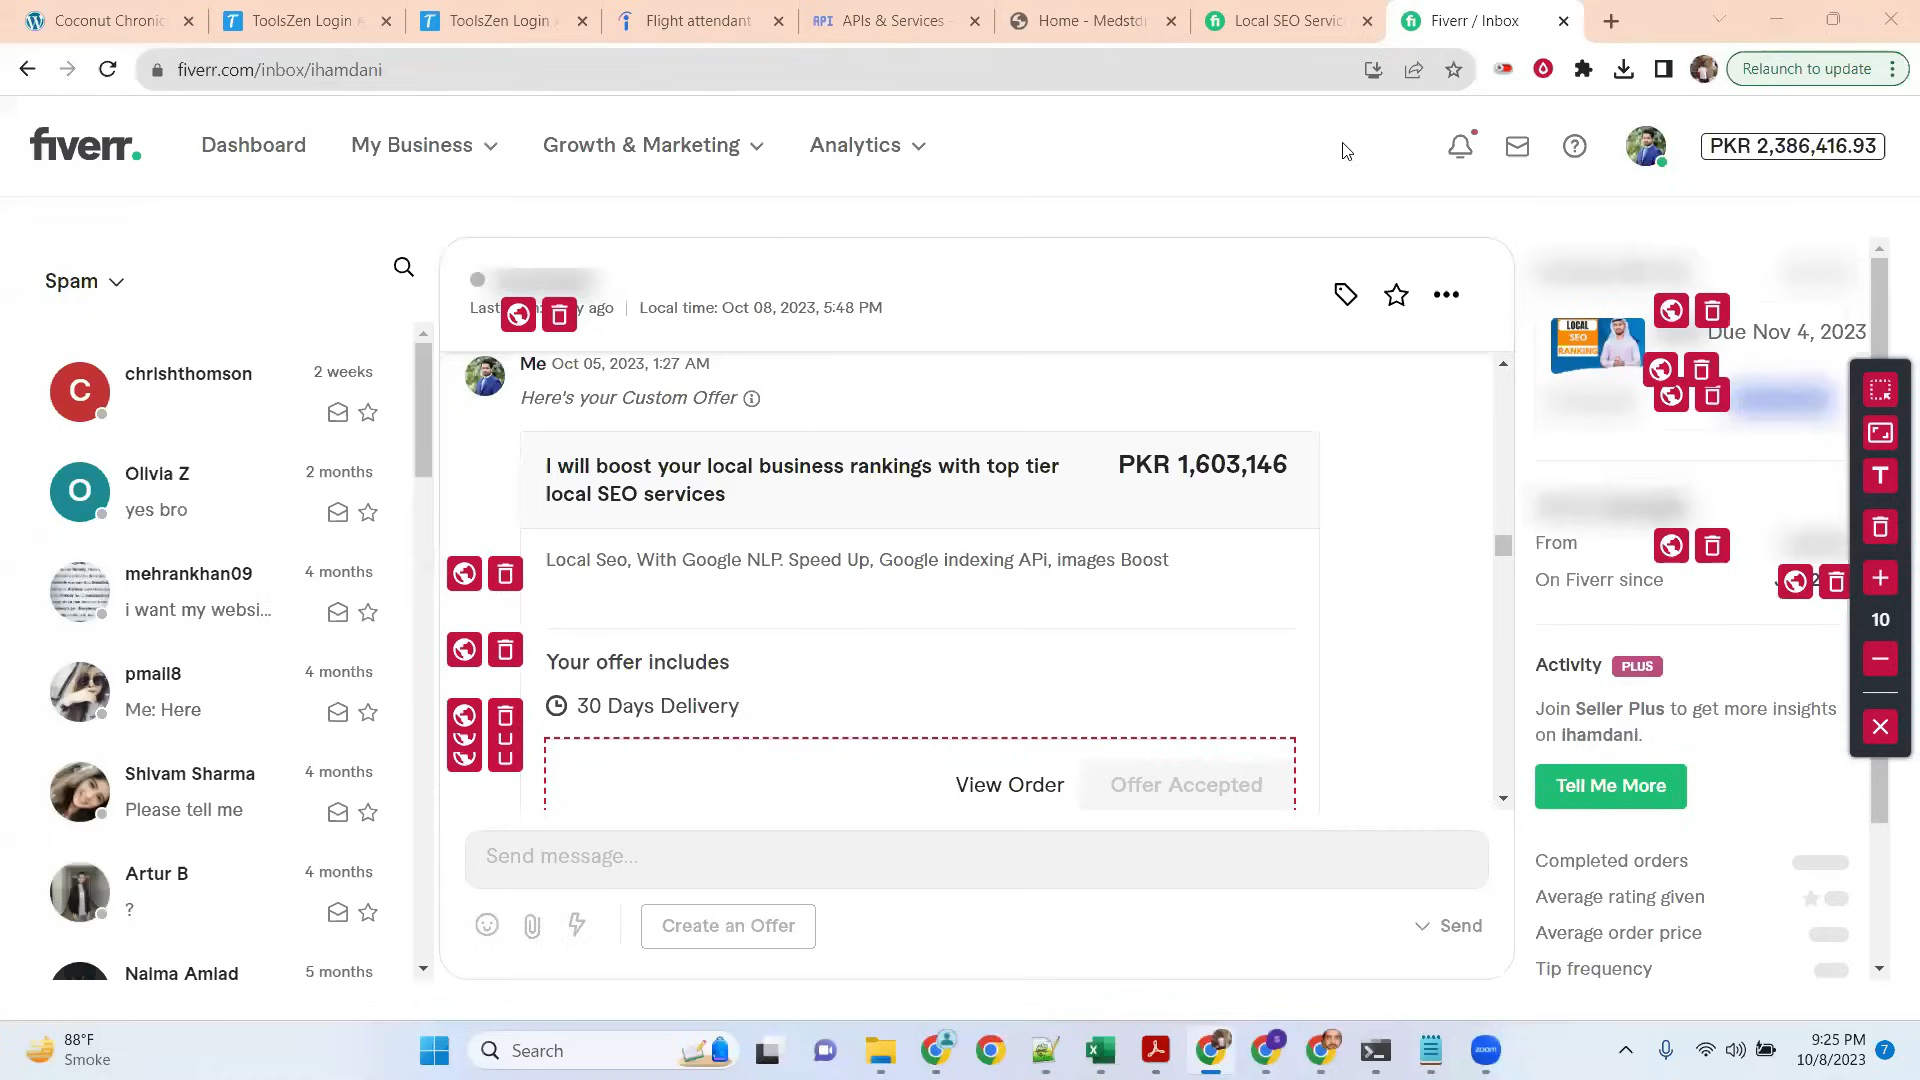 Coconut Chronic
ToolsZen Login
ToolsZen Login
Flight attendant
API APIs & Services
Home - Medst
Local SEO Servic
Fiverr / Inbox
fiverr.com/inbox/ihamdani
Relaunch to update
fiverr.
Dashboard
My Business
Growth & Marketing
Analytics
PKR 2,386,416.93
Spam
chrishthomson
2 weeks
Olivia Z
2 months
yes bro
mehrankhan09
4 months
i want my websi...
pmail8
4 months
Me: Here
Shivam Sharma
4 months
Please tell me
Artur B
4 months
?
Naima Amjad
5 months
Last
y ago
Local time: Oct 08, 2023, 5:48 PM
Me Oct 05, 2023, 1:27 AM
Here's your Custom Offer
I will boost your local business rankings with top tier
local SEO services
PKR 1,603,146
Local Seo, With Google NLP. Speed Up, Google indexing APi, images Boost
Your offer includes
30 Days Delivery
View Order
Offer Accepted
Send message...
Create an Offer
Send
LOCAL
SEO
RANKING
Due Nov 4, 2023
From
On Fiverr since
Activity
PLUS
Join Seller Plus to get more insights
on ihamdani.
Tell Me More
Completed orders
Average rating given
Average order price
Tip frequency
T
10
88°F
Smoke
Search
zoom
9:25 PM
10/8/2023
7